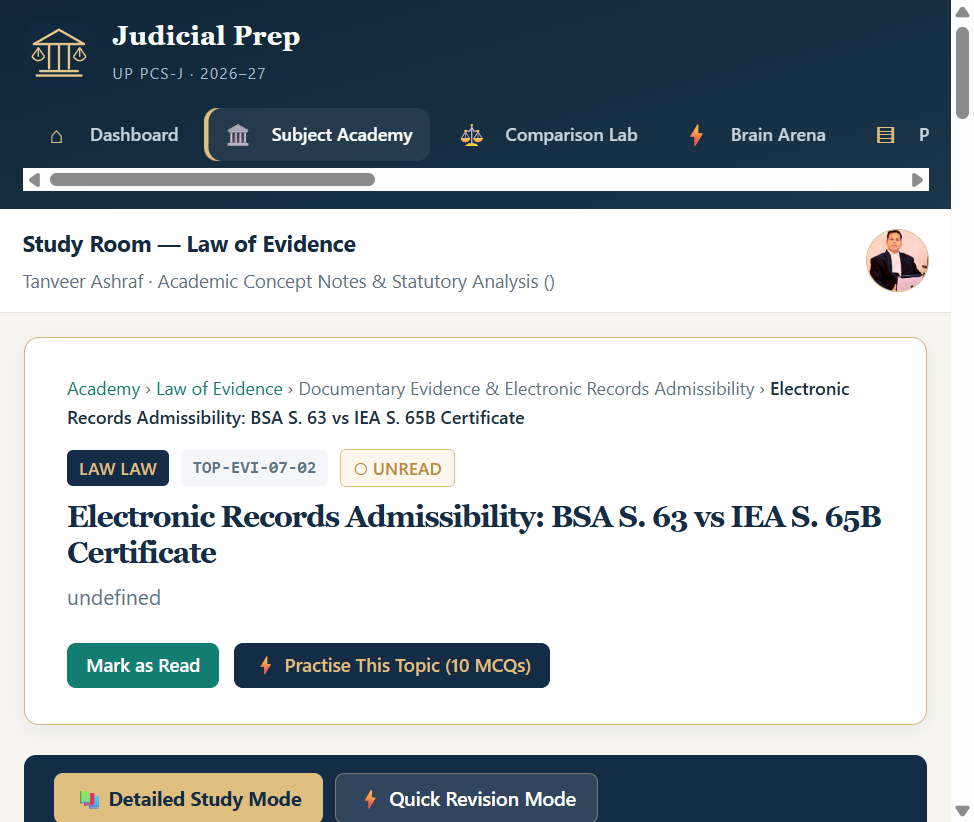 Judicial Prep
UP PCS-J · 2026–27
Dashboard
Subject Academy
Comparison Lab
Brain Arena
P
Study Room — Law of Evidence
Tanveer Ashraf · Academic Concept Notes & Statutory Analysis ()
Academy › Law of Evidence › Documentary Evidence & Electronic Records Admissibility › Electronic
Records Admissibility: BSA S. 63 vs IEA S. 65B Certificate
LAW LAW
TOP-EVI-07-02
○ UNREAD
Electronic Records Admissibility: BSA S. 63 vs IEA S. 65B
Certificate
undefined
Mark as Read
Practise This Topic (10 MCQs)
Detailed Study Mode
Quick Revision Mode